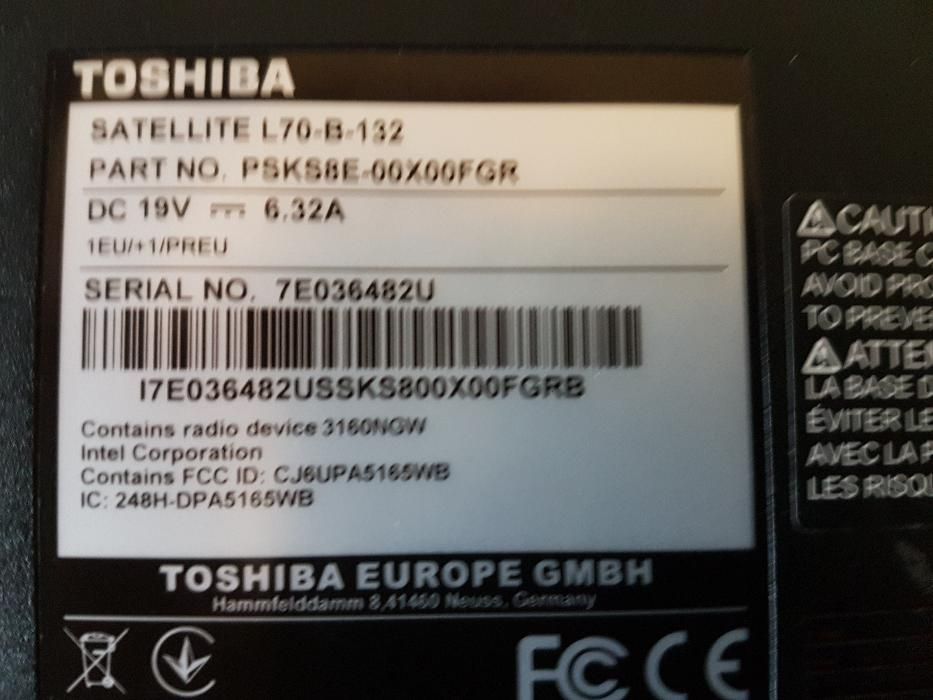 TOSHIBA
SATELLITE L70-B-132
PART NO. PSKS8E-00X00FGR
DC 19V 6.32A
1EU/+1/PREU
SERIAL NO. 7E036482U
I7E036482USSKS800X00FGRB
Contains radio device 3160NGW
Intel Corporation
Contains FCC ID: CJ6UPA5165WB
IC: 248H-DPA5165WB
TOSHIBA EUROPE GMBH
Hammfelddamm 8,41460 Neuss, Germany
FC CE
CAUTI
PC BASE C
AVOID PRO
TO PREVE
ATTEN
LA BASE D
ÉVITER LE
AVEC LA P
LES RISQU